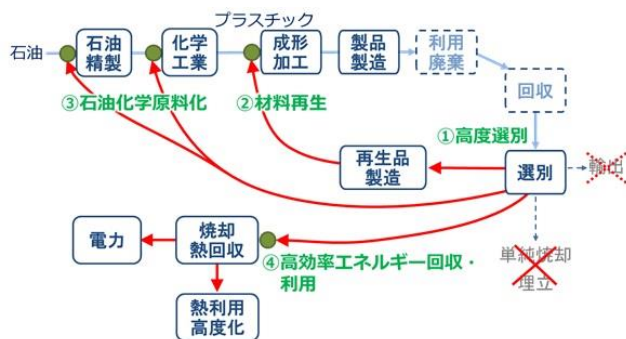 プラスチック
石油
石油
精製
化学
工業
成形
加工
製品
製造
利用
廃棄
回収
③石油化学原料化
②材料再生
①高度選別
再生品
製造
選別
輸出
電力
焼却
熱回収
④高効率エネルギー回収・
利用
単純焼却
埋立
熱利用
高度化